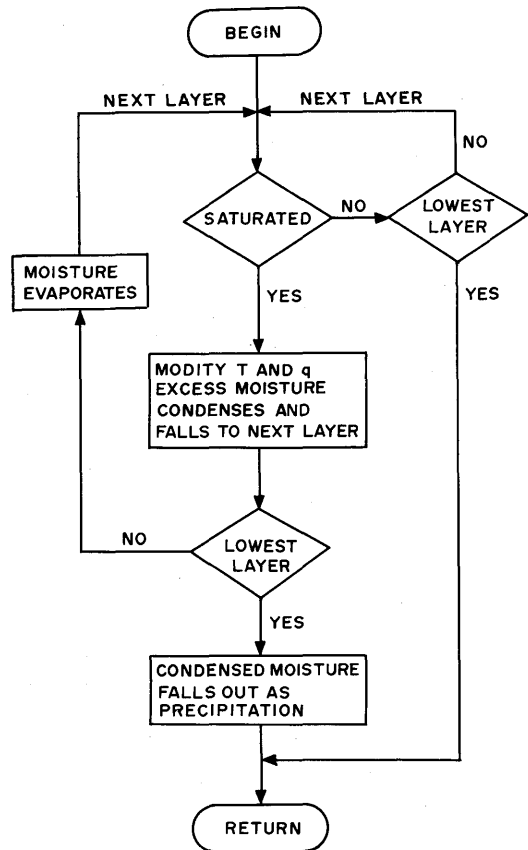 BEGIN
NEXT LAYER
NEXT LAYER
NO
SATURATED
NO
LOWEST
LAYER
MOISTURE
EVAPORATES
YES
YES
MODITY T AND q
EXCESS MOISTURE
CONDENSES AND
FALLS TO NEXT LAYER
NO
LOWEST
LAYER
YES
CONDENSED MOISTURE
FALLS OUT AS
PRECIPITATION
RETURN